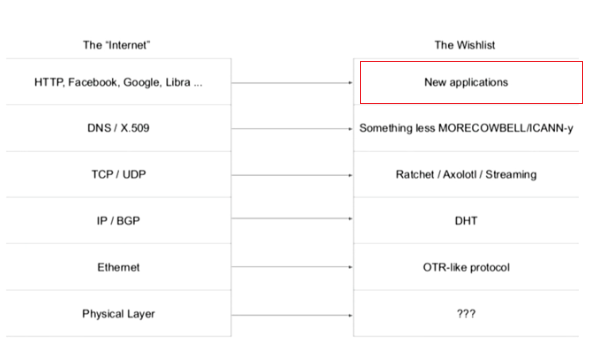 The "Internet"
The Wishlist
HTTP, Facebook, Google, Libra ...
New applications
DNS / X.509
Something less MORECOWBELL/ICANN-y
TCP / UDP
Ratchet / Axolotl / Streaming
IP / BGP
DHT
Ethernet
OTR-like protocol
Physical Layer
???